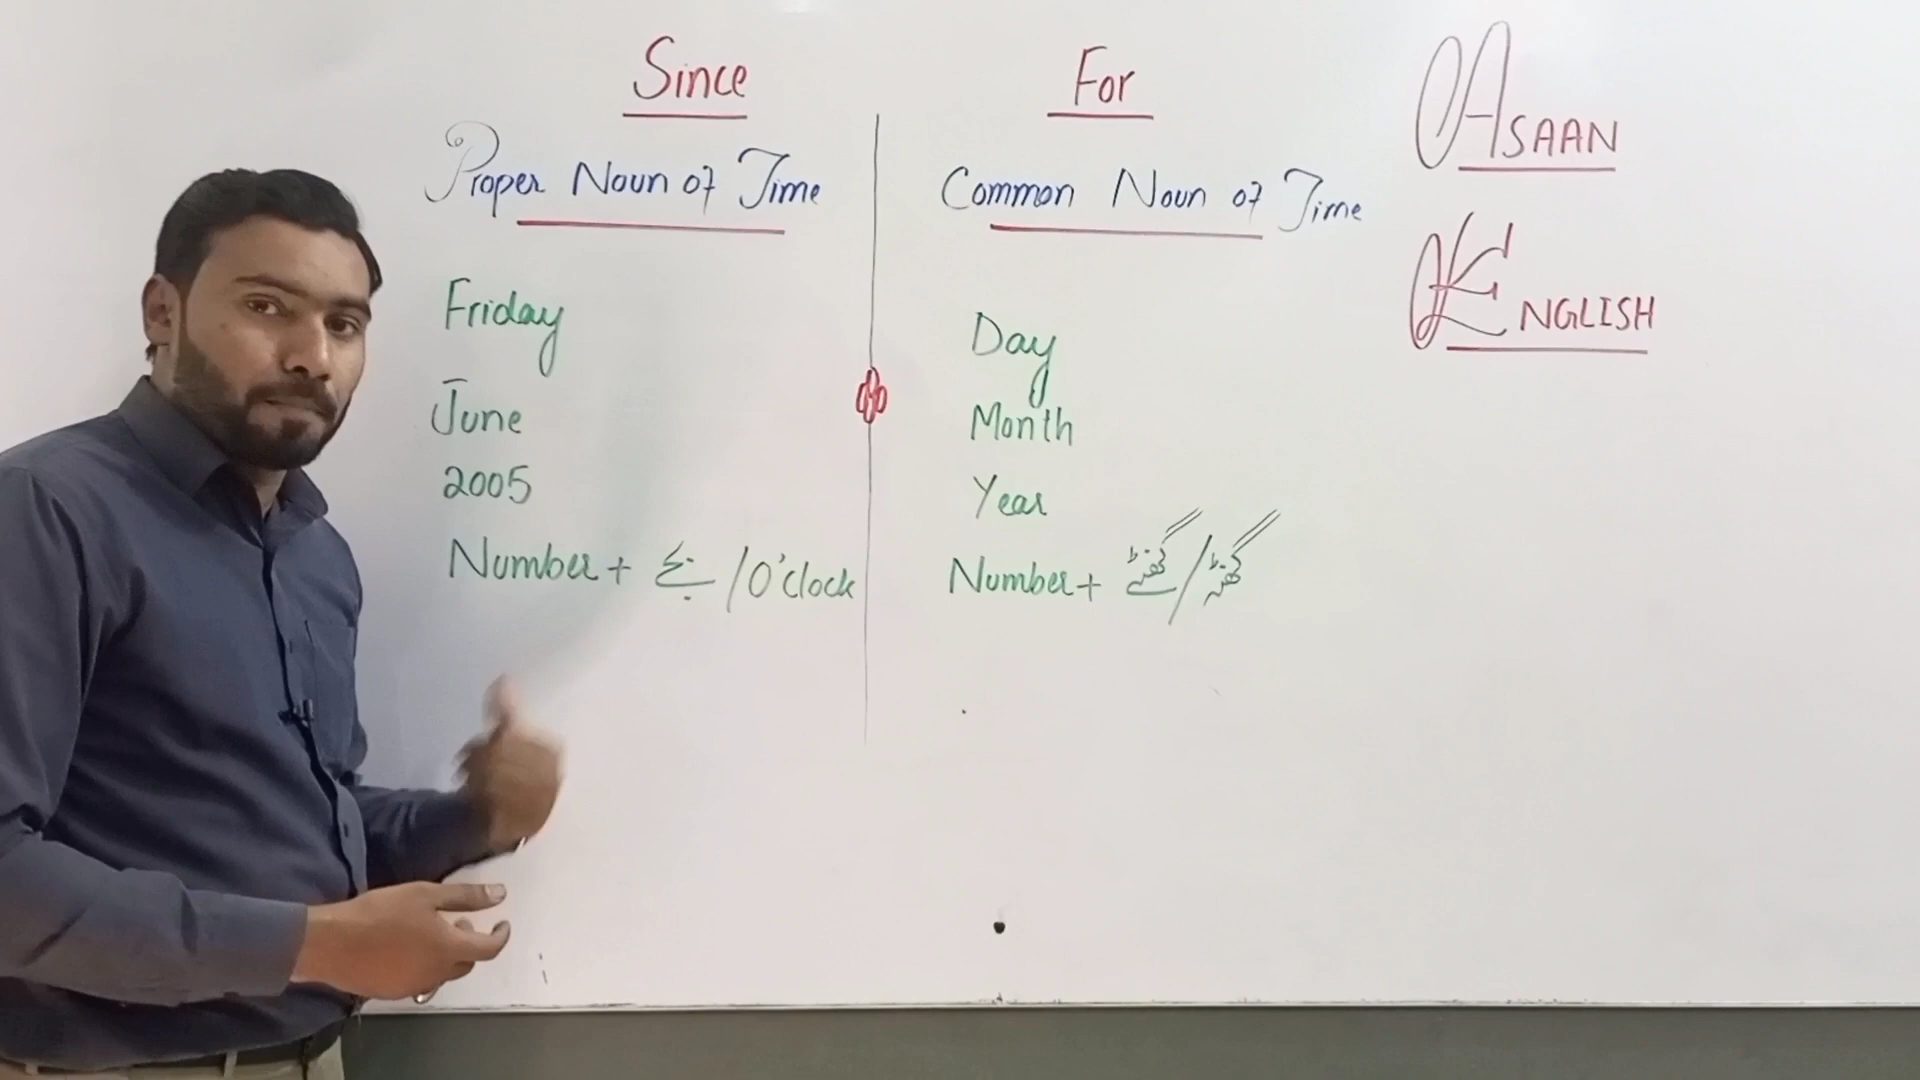 Since
Proper Noun of Time
Friday
June
2005
Number + بجے / O'clock
For
Common Noun of Time
Day
Month
Year
Number + گھنٹے / گھنٹہ
ASAAN
ENGLISH